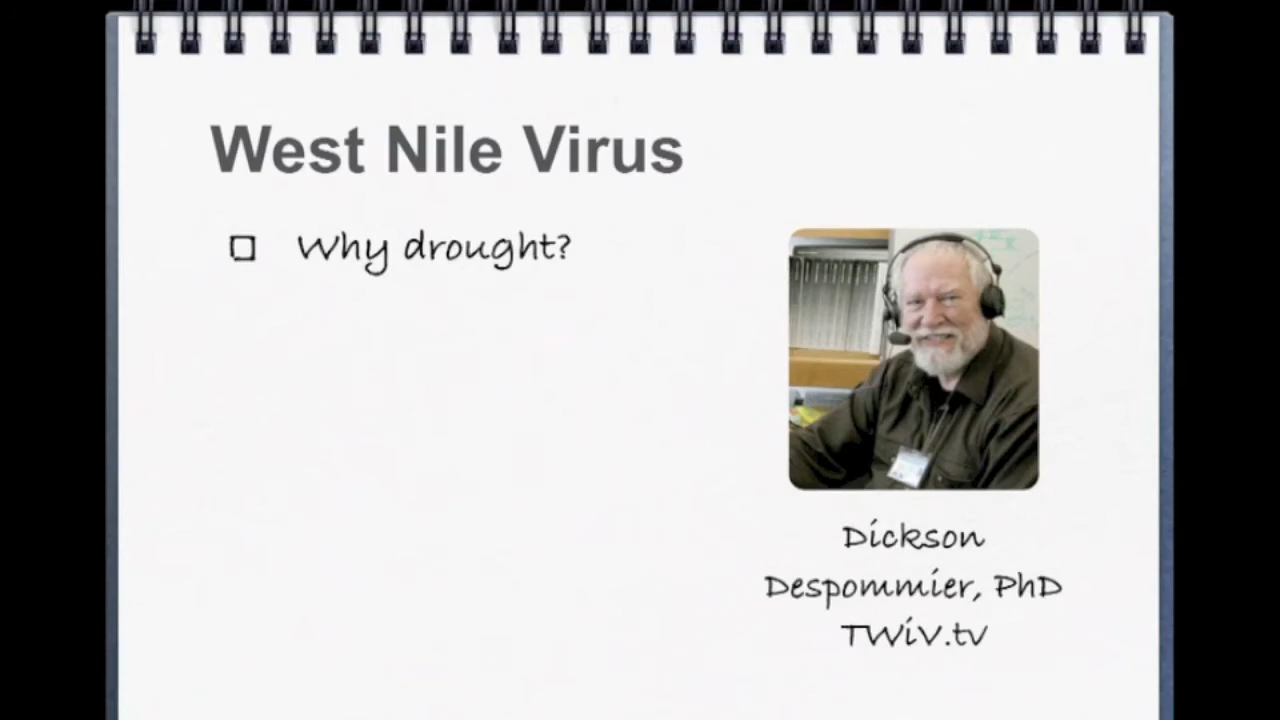 West Nile Virus
Why drought?
Dickson
Despommier, PhD
TWiV.tv